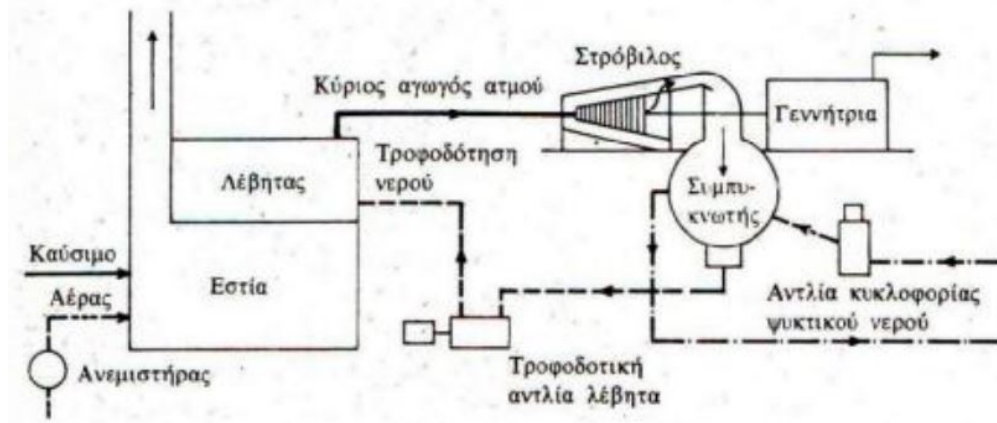 Στρόβιλος
Κύριος αγωγός ατμού
Γεννήτρια
Τροφοδότηση
νερού
Λέβητας
Συμπυ-
κνωτής
Καύσιμο
Εστία
Αέρας
Αντλία κυκλοφορίας
ψυκτικού νερού
Ανεμιστήρας
Τροφοδοτική
αντλία λέβητα